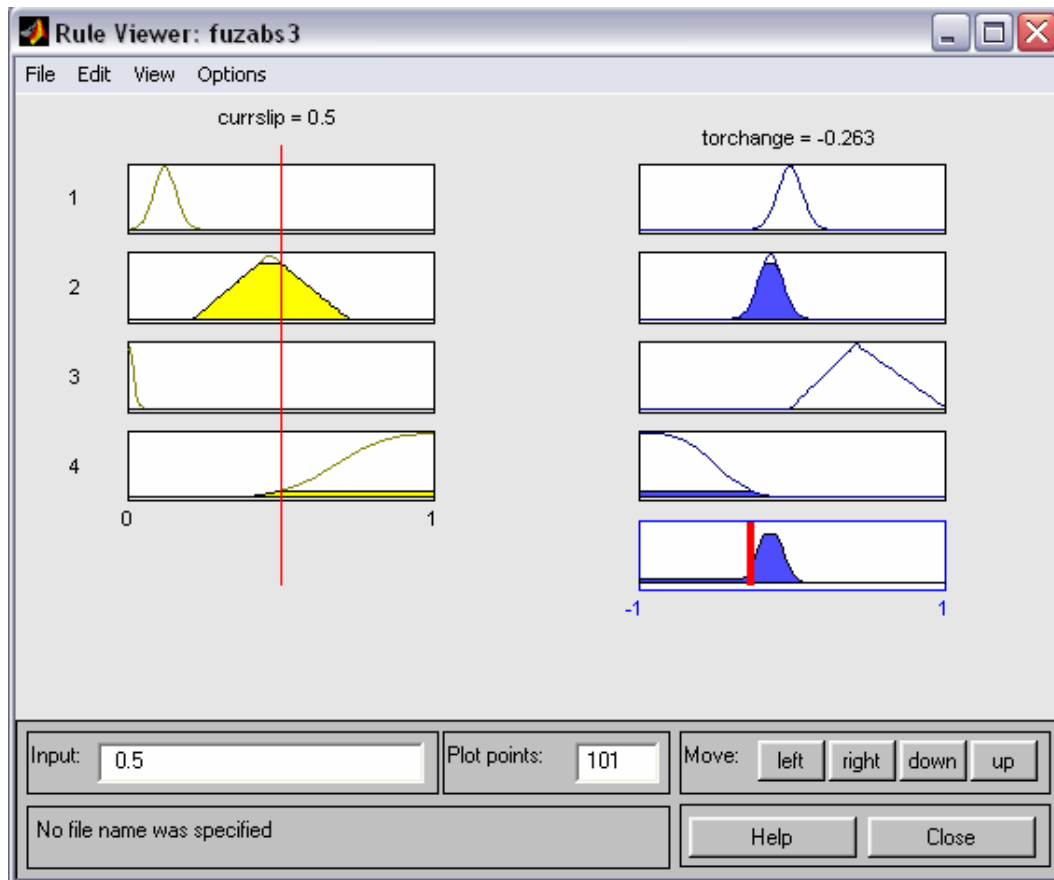 Rule Viewer: fuzabs3
File Edit View Options
currslip = 0.5
torchange = -0.263
1
2
3
4
0 1
-1 1
Input: 0.5
Plot points: 101
Move: left right down up
No file name was specified
Help Close